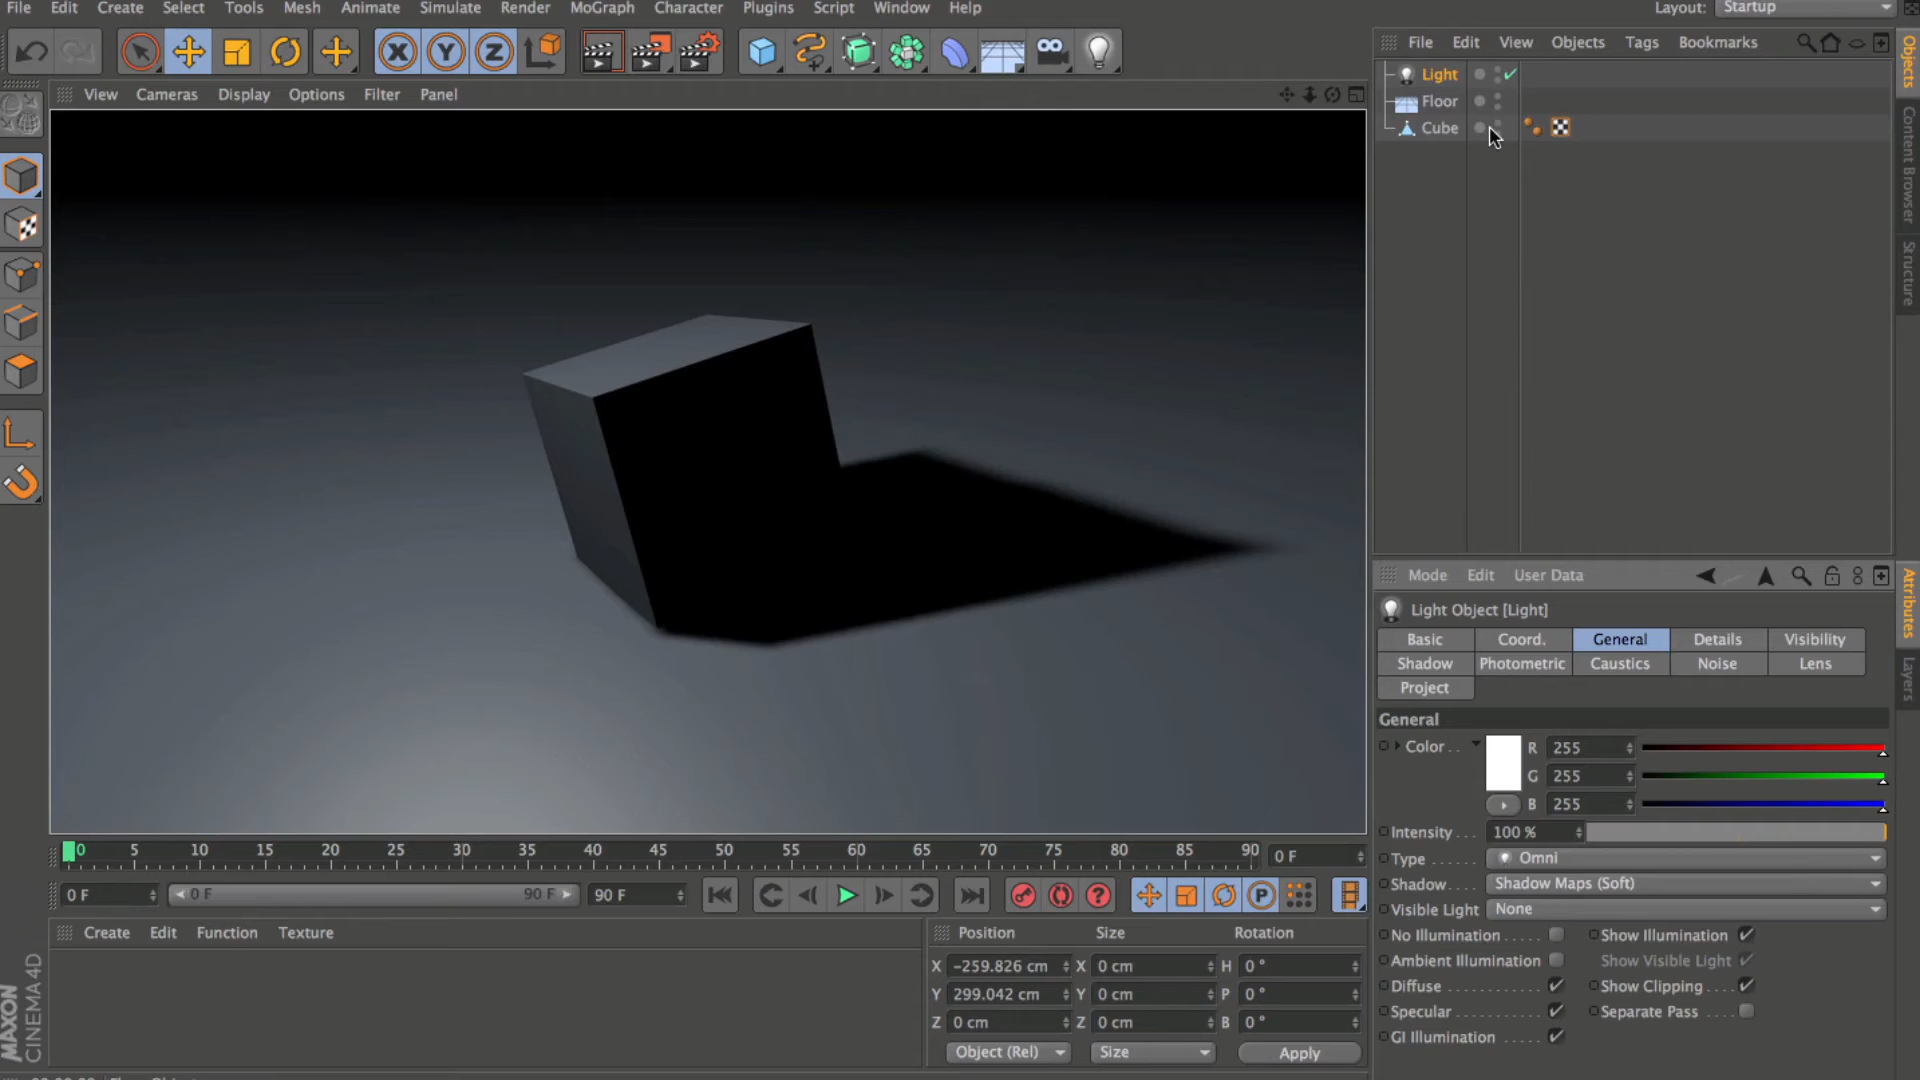 File Edit Create Select Tools Mesh Animate Simulate Render MoGraph Character Plugins Script Window Help Layout: Startup
X Y Z
File Edit View Objects Tags Bookmarks
View Cameras Display Options Filter Panel
Light
Floor
Cube
Objects
Content Browser
Structure
Mode Edit User Data
Light Object [Light]
Basic Coord. General Details Visibility
Shadow Photometric Caustics Noise Lens
Project
General
Color . . R 255
G 255
B 255
Intensity . . . 100 %
Type . . . . . . Omni
Shadow. . . . Shadow Maps (Soft)
Visible Light None
No Illumination . . . . . Show Illumination
Ambient Illumination Show Visible Light
Diffuse . . . . . . . . . . . Show Clipping . . . .
Specular . . . . . . . . . . Separate Pass . . . .
GI Illumination . . . . .
Attributes
Layers
0 5 10 15 20 25 30 35 40 45 50 55 60 65 70 75 80 85 90 0 F
0 F 0 F 90 F 90 F
P
Create Edit Function Texture
Position Size Rotation
X -259.826 cm X 0 cm H 0 °
Y 299.042 cm Y 0 cm P 0 °
Z 0 cm Z 0 cm B 0 °
Object (Rel) Size Apply
MAXON
CINEMA 4D